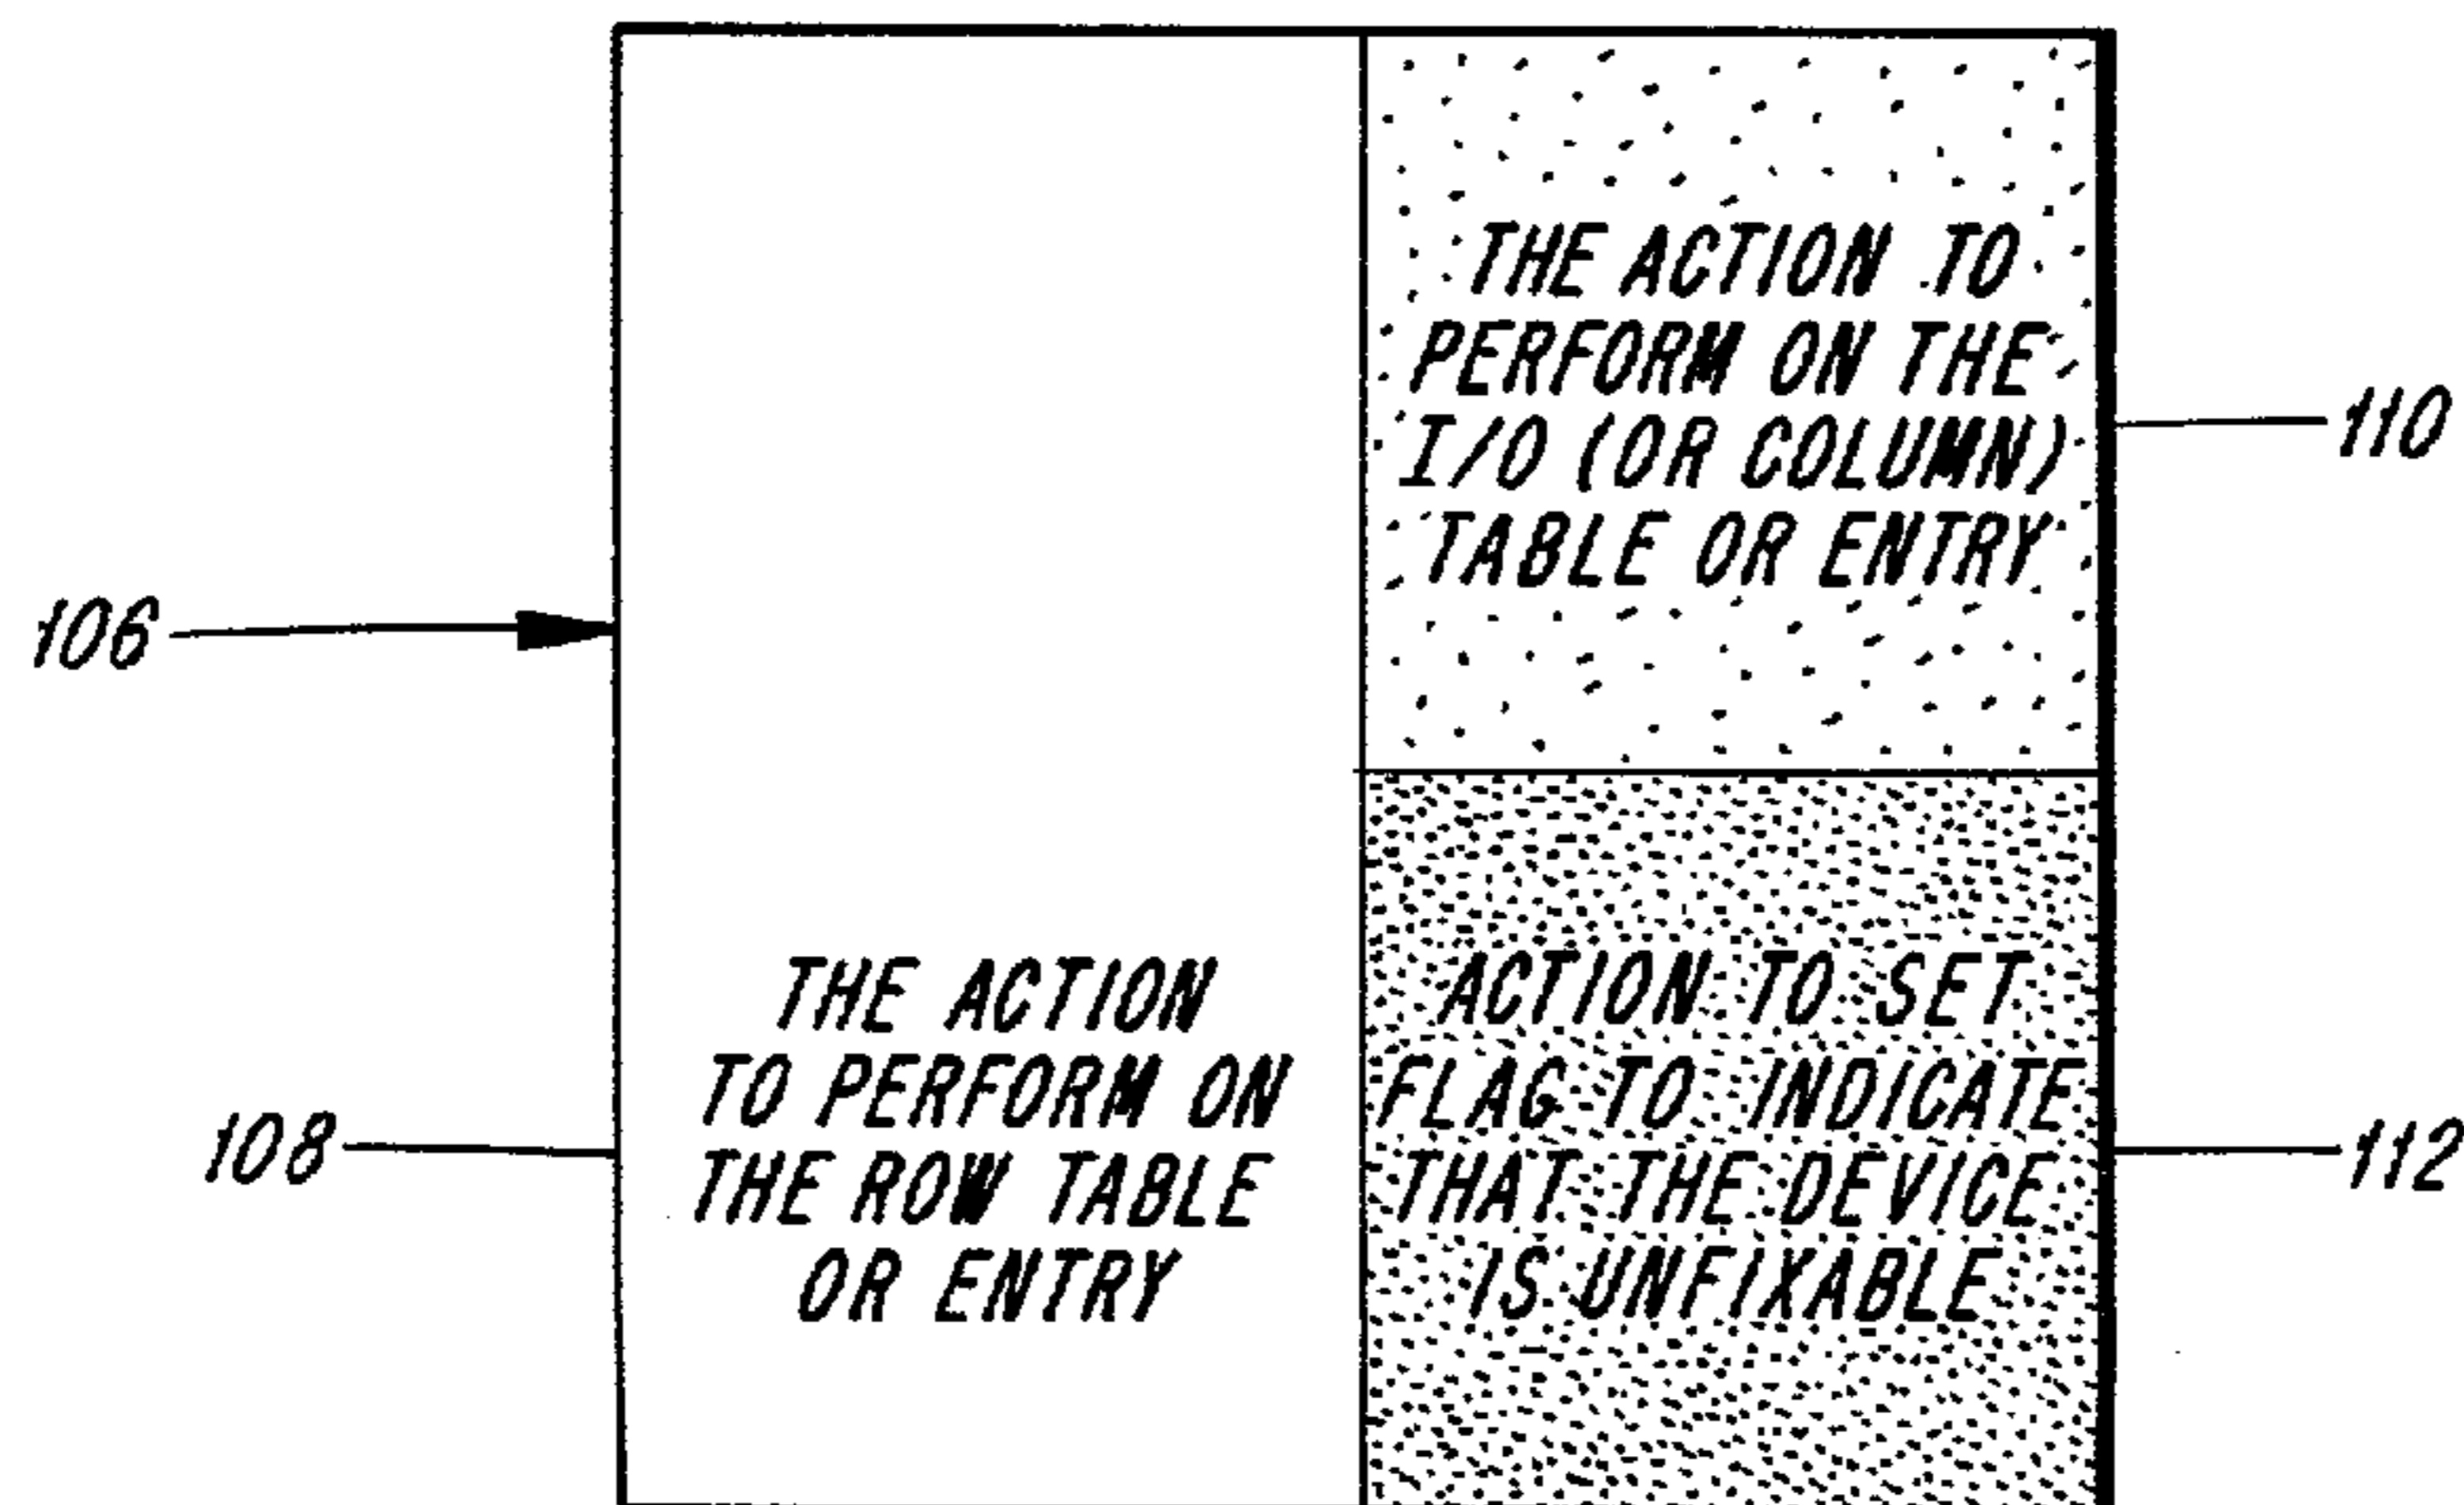 THE ACTION TO
PERFORM ON THE
I/O (OR COLUMN)
TABLE OR ENTRY
110
106
THE ACTION
TO PERFORM ON
THE ROW TABLE
OR ENTRY
108
ACTION TO SET
FLAG TO INDICATE
THAT THE DEVICE
IS UNFIXABLE
112